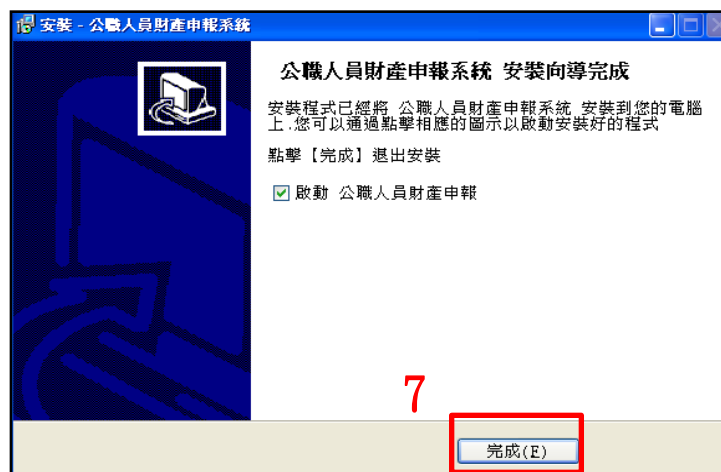 安裝 - 公職人員財產申報系統
公職人員財產申報系統 安裝向導完成
安裝程式已經將 公職人員財產申報系統 安裝到您的電腦
上.您可以通過點擊相應的圖示以啟動安裝好的程式
點擊【完成】退出安裝
啟動 公職人員財產申報
7
完成(F)